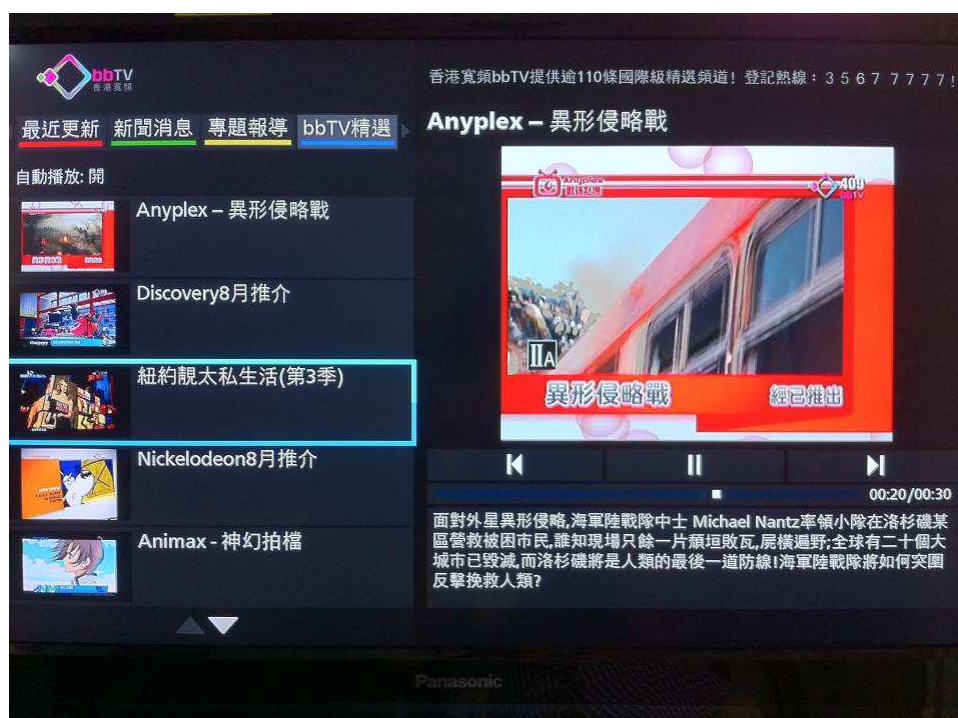 bbTV
香港寬頻
香港寬頻bbTV提供逾110條國際級精選頻道！登記熱線：3 5 6 7 7 7 7 7 !
最近更新 新聞消息 專題報導 bbTV精選
Anyplex – 異形侵略戰
自動播放: 開
Anyplex – 異形侵略戰
Discovery8月推介
紐約靚太私生活(第3季)
Nickelodeon8月推介
Animax - 神幻拍檔
Anyplex
409
bbTV
IIA
異形侵略戰
經已推出
00:20/00:30
面對外星異形侵略,海軍陸戰隊中士 Michael Nantz率領小隊在洛杉磯某
區營救被困市民,誰知現場只餘一片頹垣敗瓦,屍橫遍野;全球有二十個大
城市已毀滅,而洛杉磯將是人類的最後一道防線!海軍陸戰隊將如何突圍
反擊挽救人類?
Panasonic